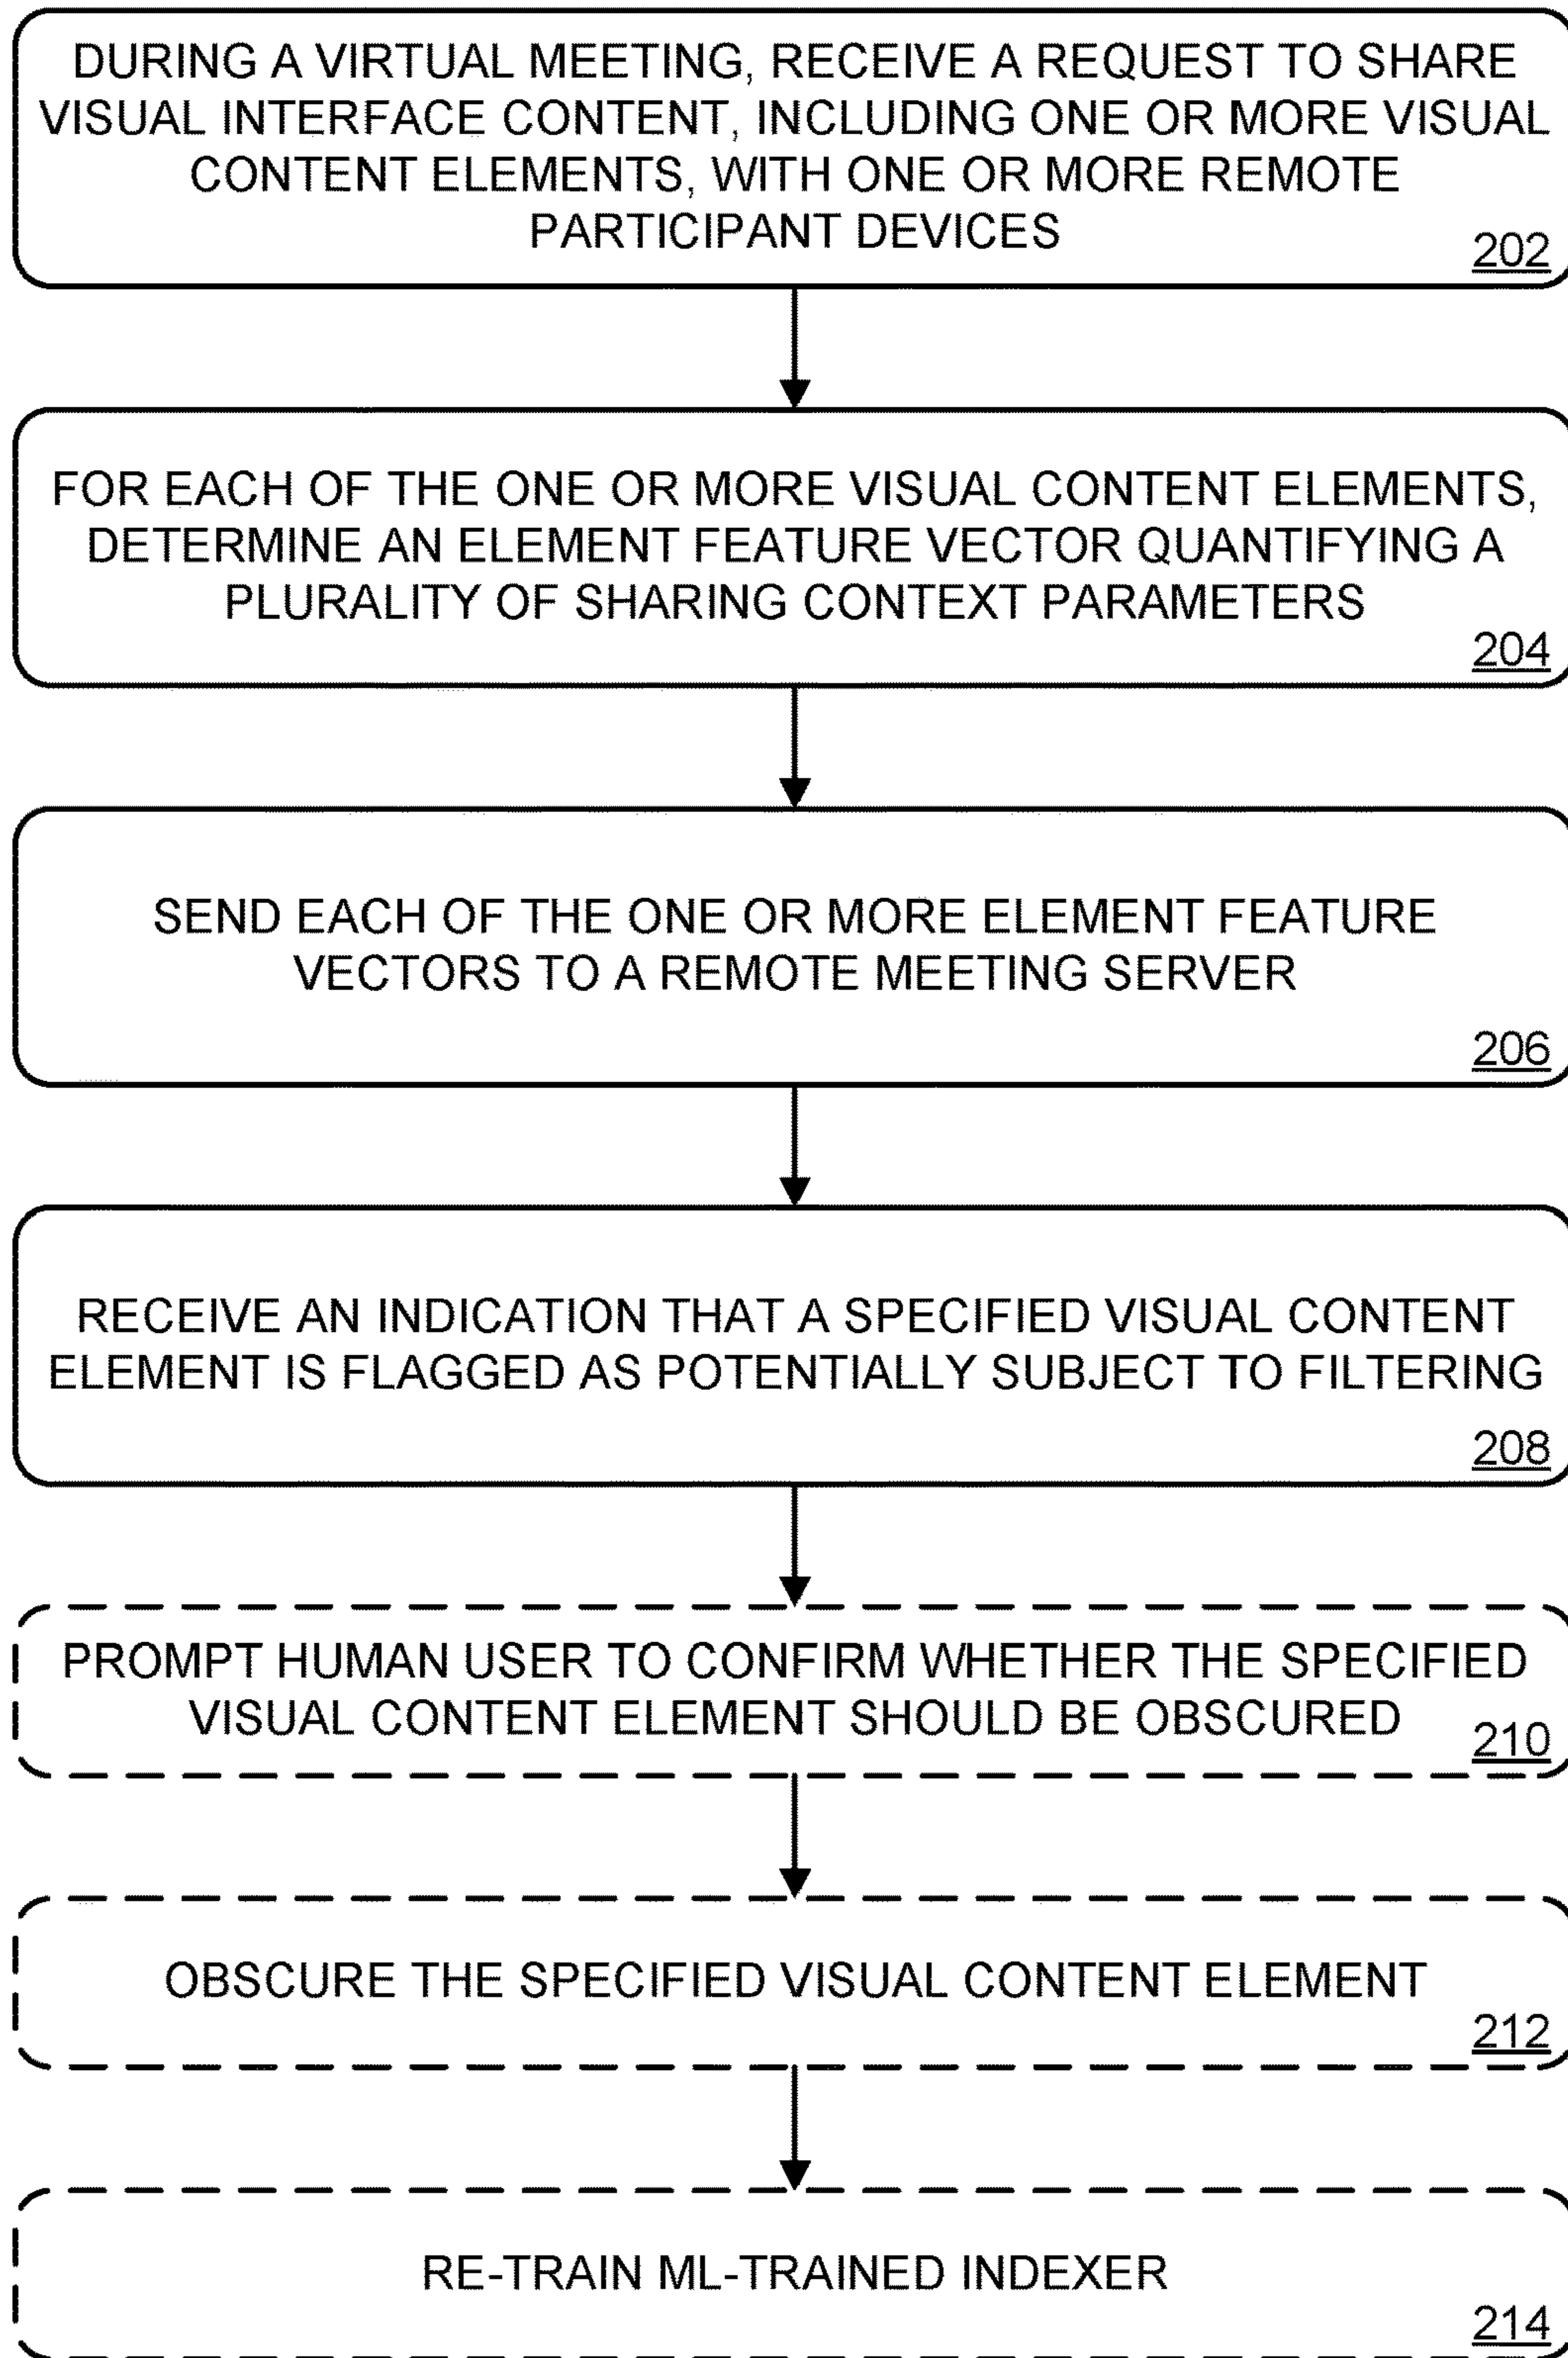 DURING A VIRTUAL MEETING, RECEIVE A REQUEST TO SHARE
VISUAL INTERFACE CONTENT, INCLUDING ONE OR MORE VISUAL
CONTENT ELEMENTS, WITH ONE OR MORE REMOTE
PARTICIPANT DEVICES
202
FOR EACH OF THE ONE OR MORE VISUAL CONTENT ELEMENTS,
DETERMINE AN ELEMENT FEATURE VECTOR QUANTIFYING A
PLURALITY OF SHARING CONTEXT PARAMETERS
204
SEND EACH OF THE ONE OR MORE ELEMENT FEATURE
VECTORS TO A REMOTE MEETING SERVER
206
RECEIVE AN INDICATION THAT A SPECIFIED VISUAL CONTENT
ELEMENT IS FLAGGED AS POTENTIALLY SUBJECT TO FILTERING
208
PROMPT HUMAN USER TO CONFIRM WHETHER THE SPECIFIED
VISUAL CONTENT ELEMENT SHOULD BE OBSCURED
210
OBSCURE THE SPECIFIED VISUAL CONTENT ELEMENT
212
RE-TRAIN ML-TRAINED INDEXER
214